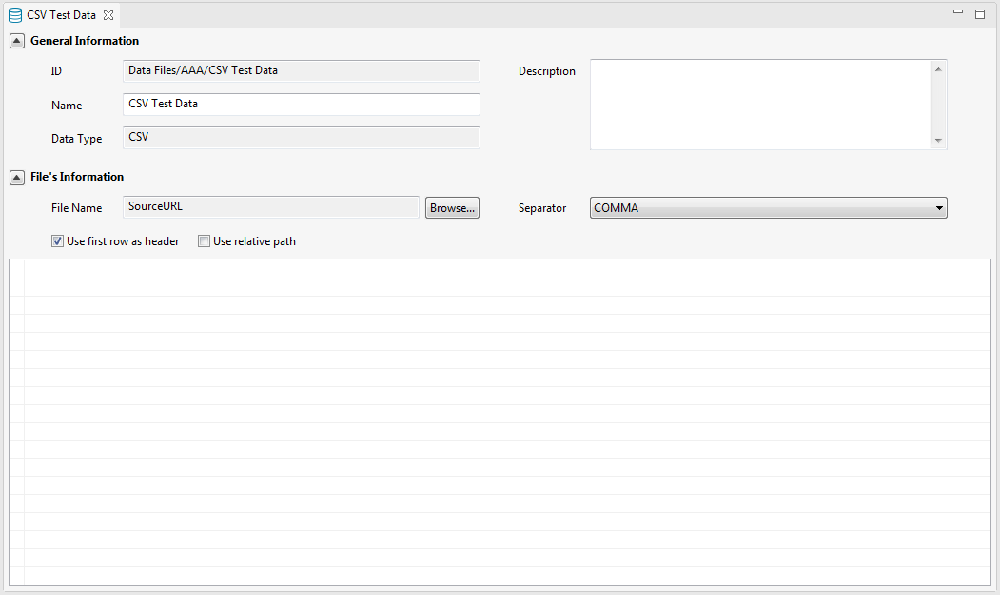 CSV Test Data
General Information
ID
Data Files/AAA/CSV Test Data
Description
Name
CSV Test Data
Data Type
CSV
File's Information
File Name
SourceURL
Browse...
Separator
COMMA
Use first row as header
Use relative path